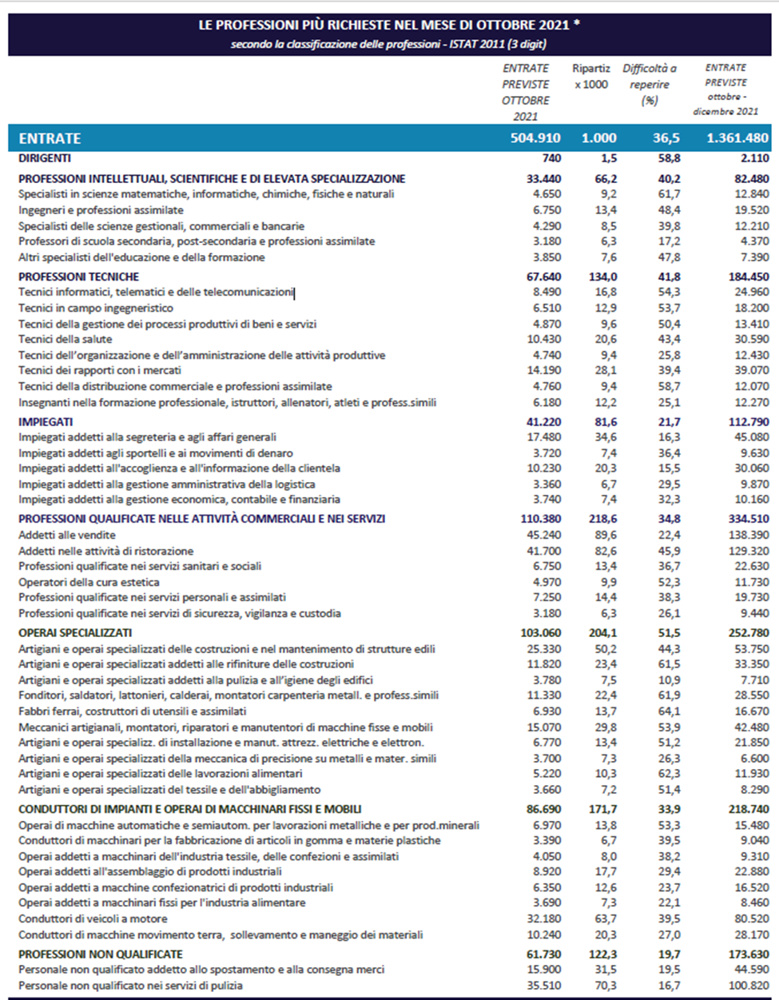 LE PROFESSIONI PIÙ RICHIESTE NEL MESE DI OTTOBRE 2021 *
secondo la classificazione delle professioni - ISTAT 2011 (3 digit)
ENTRATE PREVISTE OTTOBRE 2021 Ripartiz x 1000 Difficoltà a reperire (%) ENTRATE PREVISTE ottobre - dicembre 2021
ENTRATE 504.910 1.000 36,5 1.361.480
DIRIGENTI 740 1,5 58,8 2.110
PROFESSIONI INTELLETTUALI, SCIENTIFICHE E DI ELEVATA SPECIALIZZAZIONE 33.440 66,2 40,2 82.480
Specialisti in scienze matematiche, informatiche, chimiche, fisiche e naturali 4.650 9,2 61,7 12.840
Ingegneri e professioni assimilate 6.750 13,4 48,4 19.520
Specialisti delle scienze gestionali, commerciali e bancarie 4.290 8,5 39,8 12.210
Professori di scuola secondaria, post-secondaria e professioni assimilate 3.180 6,3 17,2 4.370
Altri specialisti dell'educazione e della formazione 3.850 7,6 47,8 7.390
PROFESSIONI TECNICHE 67.640 134,0 41,8 184.450
Tecnici informatici, telematici e delle telecomunicazioni 8.490 16,8 54,3 24.960
Tecnici in campo ingegneristico 6.510 12,9 53,7 18.200
Tecnici della gestione dei processi produttivi di beni e servizi 4.870 9,6 50,4 13.410
Tecnici della salute 10.430 20,6 43,4 30.590
Tecnici dell’organizzazione e dell’amministrazione delle attività produttive 4.740 9,4 25,8 12.430
Tecnici dei rapporti con i mercati 14.190 28,1 39,4 39.070
Tecnici della distribuzione commerciale e professioni assimilate 4.760 9,4 58,7 12.070
Insegnanti nella formazione professionale, istruttori, allenatori, atleti e profess.simili 6.180 12,2 25,1 12.270
IMPIEGATI 41.220 81,6 21,7 112.790
Impiegati addetti alla segreteria e agli affari generali 17.480 34,6 16,3 45.080
Impiegati addetti agli sportelli e ai movimenti di denaro 3.720 7,4 36,4 9.630
Impiegati addetti all'accoglienza e all'informazione della clientela 10.230 20,3 15,5 30.060
Impiegati addetti alla gestione amministrativa della logistica 3.360 6,7 29,5 9.870
Impiegati addetti alla gestione economica, contabile e finanziaria 3.740 7,4 32,3 10.160
PROFESSIONI QUALIFICATE NELLE ATTIVITÀ COMMERCIALI E NEI SERVIZI 110.380 218,6 34,8 334.510
Addetti alle vendite 45.240 89,6 22,4 138.390
Addetti nelle attività di ristorazione 41.700 82,6 45,9 129.320
Professioni qualificate nei servizi sanitari e sociali 6.750 13,4 36,7 22.630
Operatori della cura estetica 4.970 9,9 52,3 11.730
Professioni qualificate nei servizi personali e assimilati 7.250 14,4 38,3 19.730
Professioni qualificate nei servizi di sicurezza, vigilanza e custodia 3.180 6,3 26,1 9.440
OPERAI SPECIALIZZATI 103.060 204,1 51,5 252.780
Artigiani e operai specializzati delle costruzioni e nel mantenimento di strutture edili 25.330 50,2 44,3 53.750
Artigiani e operai specializzati addetti alle rifiniture delle costruzioni 11.820 23,4 61,5 33.350
Artigiani e operai specializzati addetti alla pulizia e all’igiene degli edifici 3.780 7,5 10,9 7.710
Fonditori, saldatori, lattonieri, calderai, montatori carpenteria metall. e profess.simili 11.330 22,4 61,9 28.550
Fabbri ferrai, costruttori di utensili e assimilati 6.930 13,7 64,1 16.670
Meccanici artigianali, montatori, riparatori e manutentori di macchine fisse e mobili 15.070 29,8 53,9 42.480
Artigiani e operai specializz. di installazione e manut. attrezz. elettriche e elettron. 6.770 13,4 51,2 21.850
Artigiani e operai specializzati della meccanica di precisione su metalli e mater. simili 3.700 7,3 26,3 6.600
Artigiani e operai specializzati delle lavorazioni alimentari 5.220 10,3 62,3 11.930
Artigiani e operai specializzati del tessile e dell'abbigliamento 3.660 7,2 51,4 8.290
CONDUTTORI DI IMPIANTI E OPERAI DI MACCHINARI FISSI E MOBILI 86.690 171,7 33,9 218.740
Operai di macchine automatiche e semiautom. per lavorazioni metalliche e per prod.minerali 6.970 13,8 53,3 15.480
Conduttori di macchinari per la fabbricazione di articoli in gomma e materie plastiche 3.390 6,7 39,5 9.040
Operai addetti a macchinari dell'industria tessile, delle confezioni e assimilati 4.050 8,0 38,2 9.310
Operai addetti all'assemblaggio di prodotti industriali 8.920 17,7 29,4 22.880
Operai addetti a macchine confezionatrici di prodotti industriali 6.350 12,6 23,7 16.520
Operai addetti a macchinari fissi per l'industria alimentare 3.690 7,3 22,1 8.460
Conduttori di veicoli a motore 32.180 63,7 39,5 80.520
Conduttori di macchine movimento terra, sollevamento e maneggio dei materiali 10.240 20,3 27,0 28.170
PROFESSIONI NON QUALIFICATE 61.730 122,3 19,7 173.630
Personale non qualificato addetto allo spostamento e alla consegna merci 15.900 31,5 19,5 44.590
Personale non qualificato nei servizi di pulizia 35.510 70,3 16,7 100.820